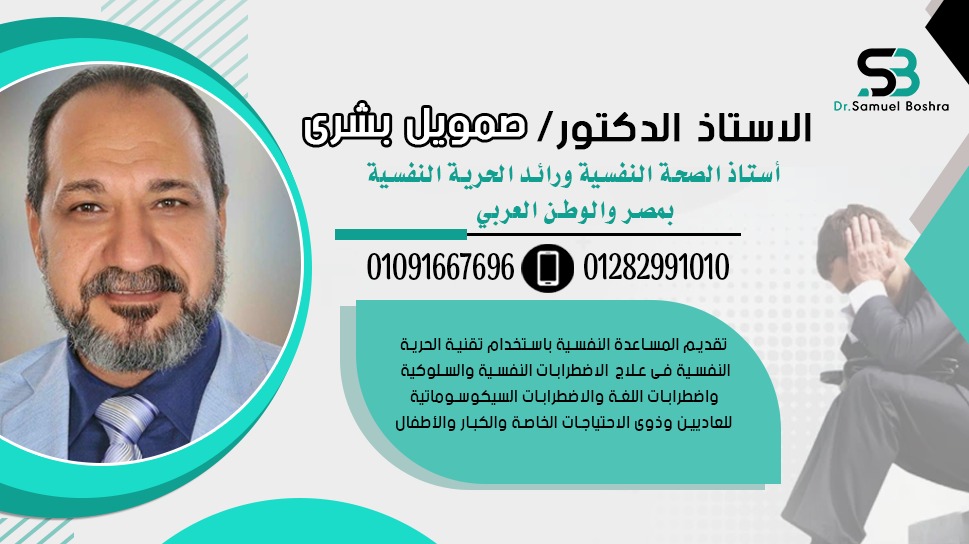 SB
Dr.Samuel Boshra
الاستاذ الدكتور/ صمويل بشرى
أستاذ الصحة النفسية ورائد الحرية النفسية
بمصر والوطن العربي
01091667696 01282991010
تقديم المساعدة النفسية باستخدام تقنية الحرية
النفسية فى علاج الاضطرابات النفسية والسلوكية
واضطرابات اللغة والاضطرابات السيكوسوماتية
للعاديين وذوى الاحتياجات الخاصة والكبار والأطفال